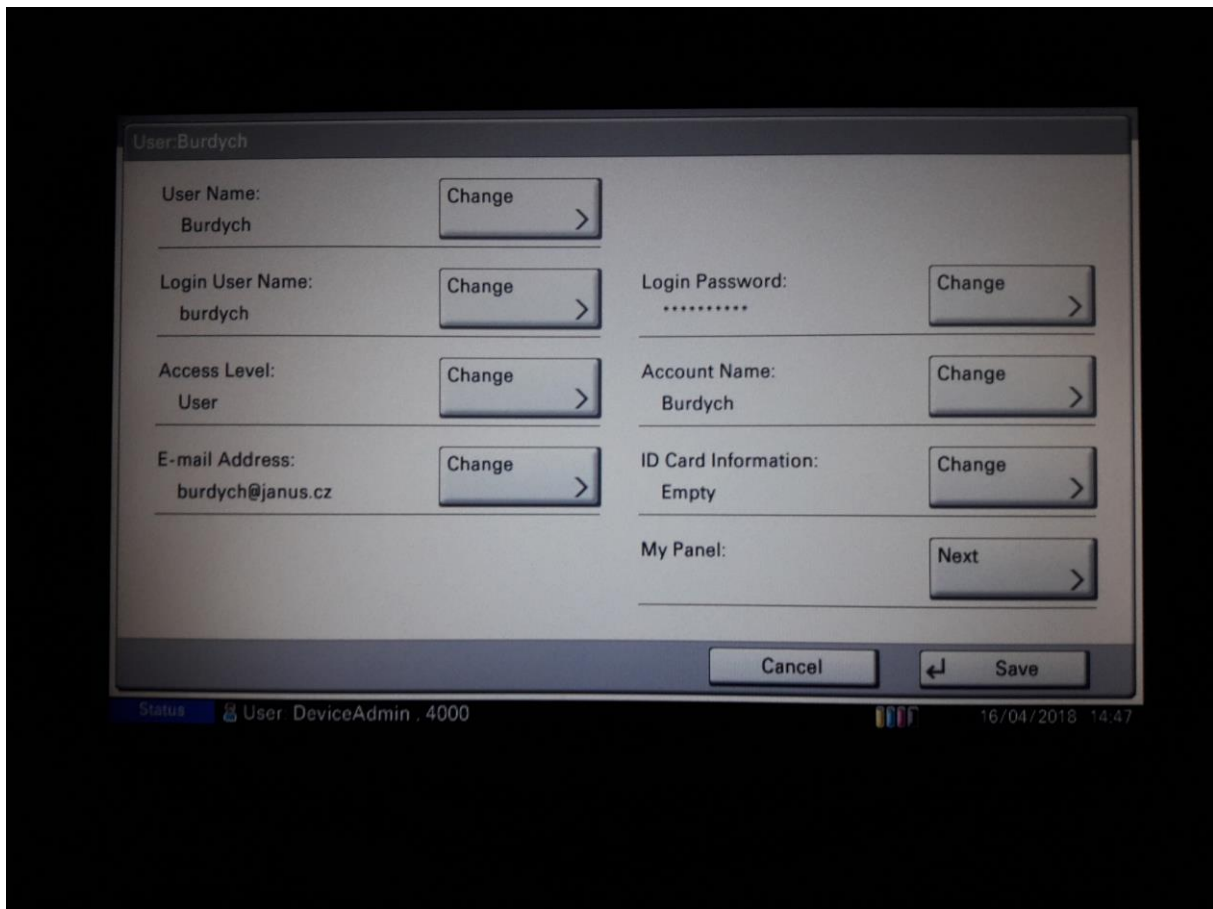 User:Burdych
User Name:
Burdych
Change
Login User Name:
burdych
Change
Login Password:
**********
Change
Access Level:
User
Change
Account Name:
Burdych
Change
E-mail Address:
burdych@janus.cz
Change
ID Card Information:
Empty
Change
My Panel:
Next
Cancel
Save
Status User: DeviceAdmin . 4000 16/04/2018 14:47